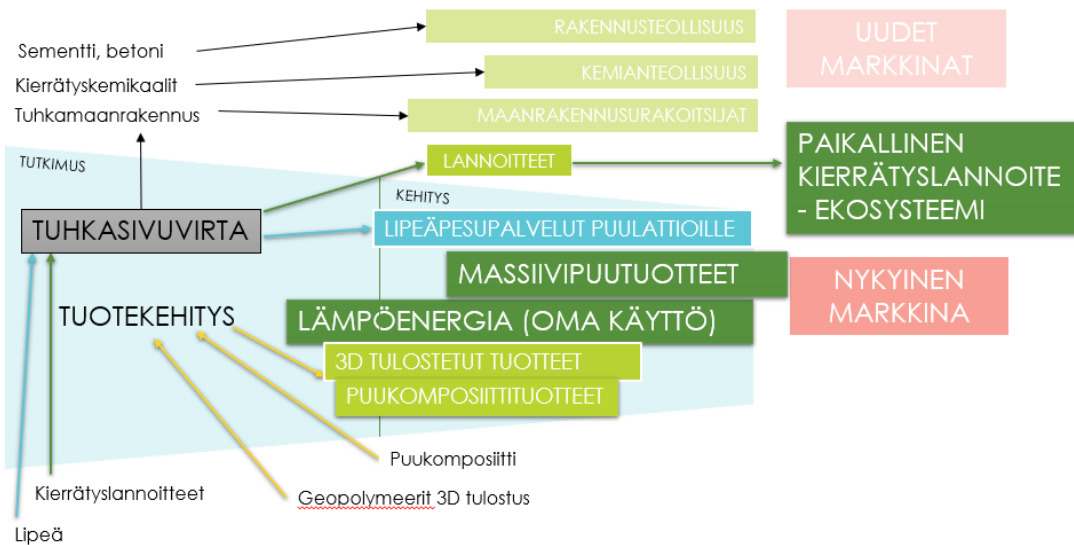 RAKENNUSTEOLLISUUS
UUDET
MARKKINAT
Sementti, betoni
KEMIANTEOLLISUUS
Kierrätyskemikaalit
MAANRAKENNUSURAKOITSIJAT
Tuhkamaanrakennus
TUTKIMUS
LANNOITTEET
PAIKALLINEN
KIERRÄTYSLANNOITE
- EKOSYSTEEMI
KEHITYS
TUHKASIVUVIRTA
LIPEÄPESUPALVELUT PUULATTIOILLE
MASSIIVIPUUTUOTTEET
NYKYINEN
MARKKINA
TUOTEKEHITYS
LÄMPÖENERGIA (OMA KÄYTTÖ)
3D TULOSTETUT TUOTTEET
PUUKOMPOSIITTITUOTTEET
Puukomposiitti
Kierrätyslannoitteet
Geopolymeerit 3D tulostus
Lipeä